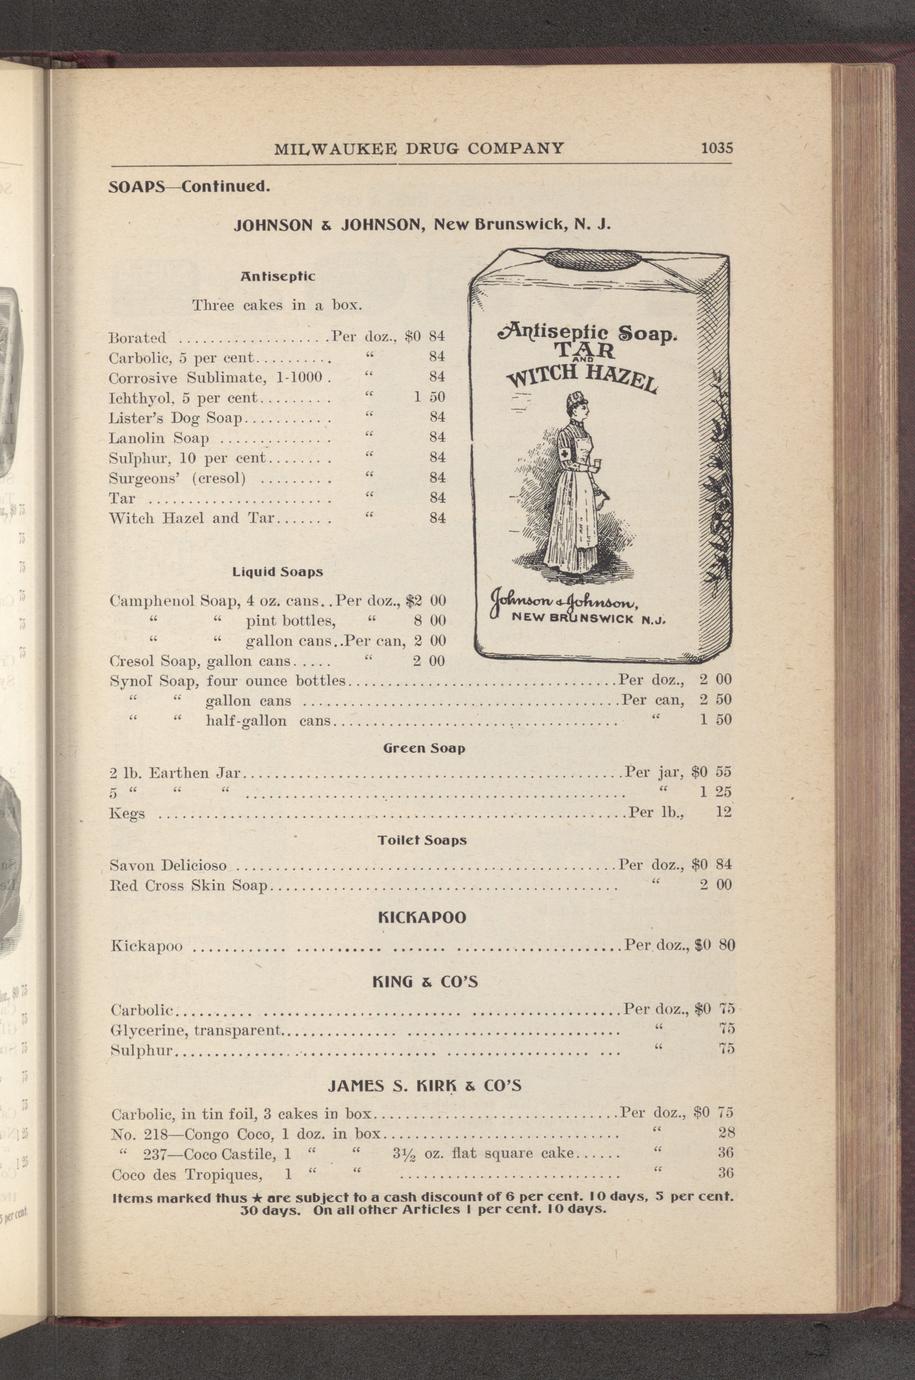 MILWAUKEE DRUG COMPANY 1035
SOAPS—Continued.
JOHNSON & JOHNSON, New Brunswick, N. J.
Antiseptic
Three cakes in a box.
Borated ...................Per doz., $0 84
Carbolic, 5 per cent.......... “ 84
Corrosive Sublimate, 1-1000 . “ 84
Ichthyol, 5 per cent......... “ 1 50
Lister's Dog Soap........... “ 84
Lanolin Soap .............. “ 84
Sulphur, 10 per cent........ “ 84
Surgeons' (cresol) ......... “ 84
Tar ....................... “ 84
Witch Hazel and Tar....... “ 84
Antiseptic Soap.
TAR
AND
WITCH HAZEL
Johnson & Johnson,
NEW BRUNSWICK N.J.
Liquid Soaps
Camphenol Soap, 4 oz. cans..Per doz., $2 00
“ “ pint bottles, “ 8 00
“ “ gallon cans..Per can, 2 00
Cresol Soap, gallon cans..... “ 2 00
Synol Soap, four ounce bottles.................................Per doz., 2 00
“ “ gallon cans ........................................Per can, 2 50
“ “ half-gallon cans.................................... “ 1 50
Green Soap
2 lb. Earthen Jar...............................................Per jar, $0 55
5 “ “ “ ............................................... “ 1 25
Kegs ..........................................................Per lb., 12
Toilet Soaps
Savon Delicioso ...............................................Per doz., $0 84
Red Cross Skin Soap........................................... “ 2 00
KICKAPOO
Kickapoo ........... ........... ....... .....................Per doz., $0 80
KING & CO'S
Carbolic.......... .................... ....................Per doz., $0 75
Glycerine, transparent.............. .......................... “ 75
Sulphur................................. ..................... ... “ 75
JAMES S. KIRK & CO'S
Carbolic, in tin foil, 3 cakes in box...............................Per doz., $0 75
No. 218—Congo Coco, 1 doz. in box.............................. “ 28
“ 237—Coco Castile, 1 “ “ 3½ oz. flat square cake...... “ 36
Coco des Tropiques, 1 “ “ ............................ “ 36
Items marked thus ★ are subject to a cash discount of 6 per cent. 10 days, 5 per cent.
30 days. On all other Articles 1 per cent. 10 days.